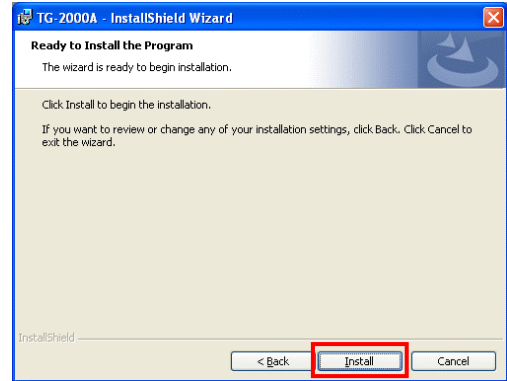 TG-2000A - InstallShield Wizard
Ready to Install the Program
The wizard is ready to begin installation.
Click Install to begin the installation.
If you want to review or change any of your installation settings, click Back. Click Cancel to
exit the wizard.
InstallShield
< Back Install Cancel